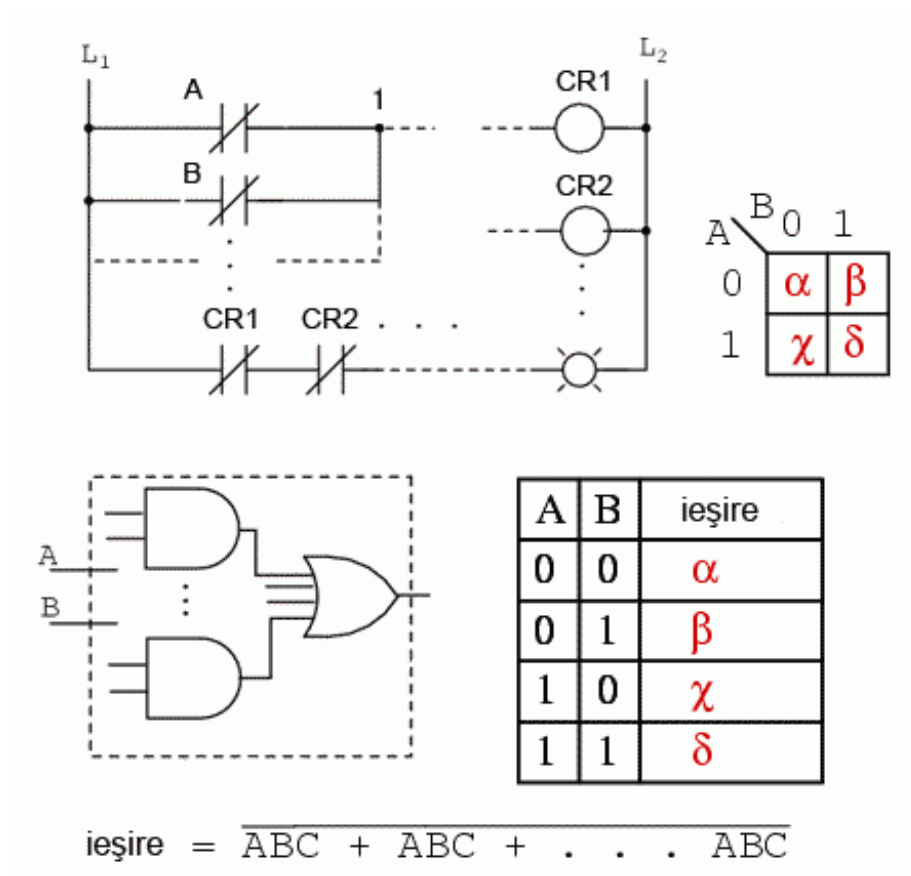 L₁ L₂
A 1 CR1
B CR2
CR1 CR2 . . .
A B 0 1
0 α β
1 χ δ
A
B
A B ieşire
0 0 α
0 1 β
1 0 χ
1 1 δ
ieşire = ABC + ABC + . . . ABC